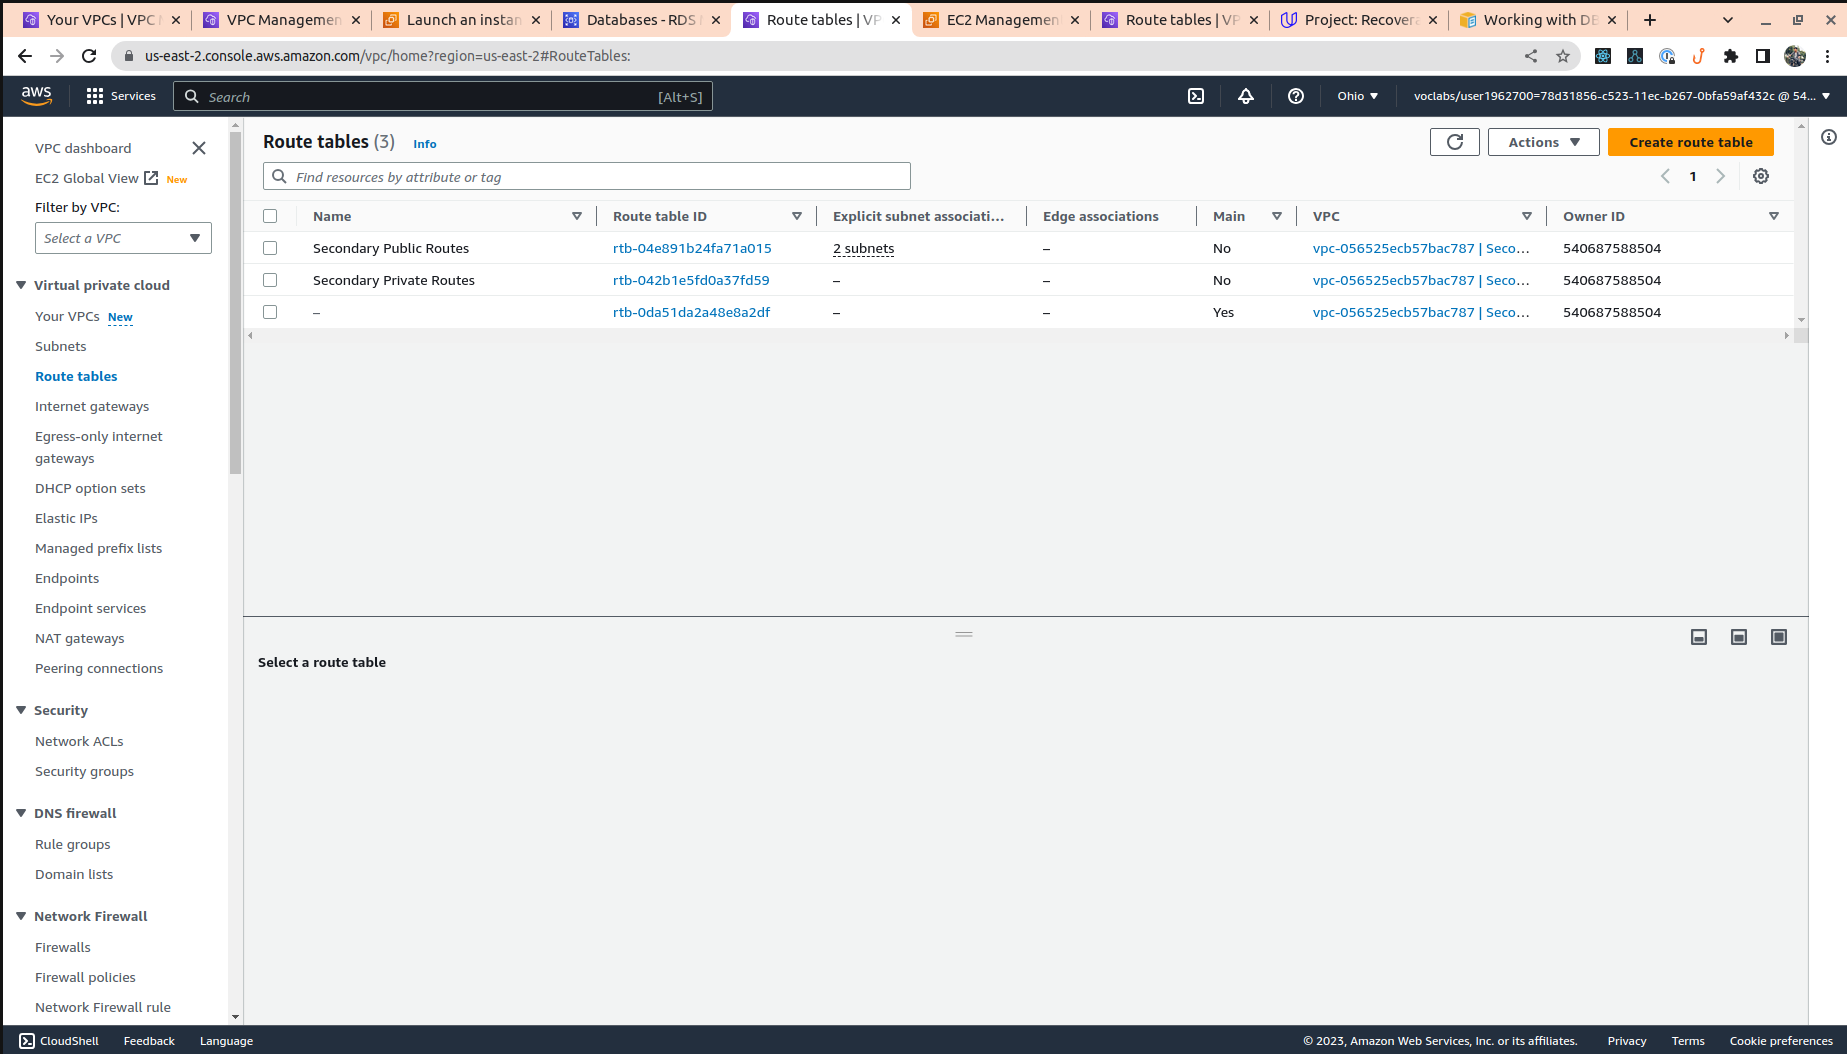 Your VPCs | VPC M
VPC Managemen
Launch an instan
Databases - RDS M
Route tables | VP
EC2 Managemen
Route tables | VP
Project: Recovera
Working with DB
us-east-2.console.aws.amazon.com/vpc/home?region=us-east-2#RouteTables:
aws
Services
Search
[Alt+S]
Ohio
voclabs/user1962700=78d31856-c523-11ec-b267-0bfa59af432c @ 54...
VPC dashboard
EC2 Global View New
Filter by VPC:
Select a VPC
Virtual private cloud
Your VPCs New
Subnets
Route tables
Internet gateways
Egress-only internet
gateways
DHCP option sets
Elastic IPs
Managed prefix lists
Endpoints
Endpoint services
NAT gateways
Peering connections
Security
Network ACLs
Security groups
DNS firewall
Rule groups
Domain lists
Network Firewall
Firewalls
Firewall policies
Network Firewall rule
Route tables (3) Info
Actions
Create route table
Find resources by attribute or tag
1
Name Route table ID Explicit subnet associati... Edge associations Main VPC Owner ID
Secondary Public Routes rtb-04e891b24fa71a015 2 subnets – No vpc-056525ecb57bac787 | Seco... 540687588504
Secondary Private Routes rtb-042b1e5fd0a37fd59 – – No vpc-056525ecb57bac787 | Seco... 540687588504
– rtb-0da51da2a48e8a2df – – Yes vpc-056525ecb57bac787 | Seco... 540687588504
Select a route table
CloudShell Feedback Language
© 2023, Amazon Web Services, Inc. or its affiliates. Privacy Terms Cookie preferences